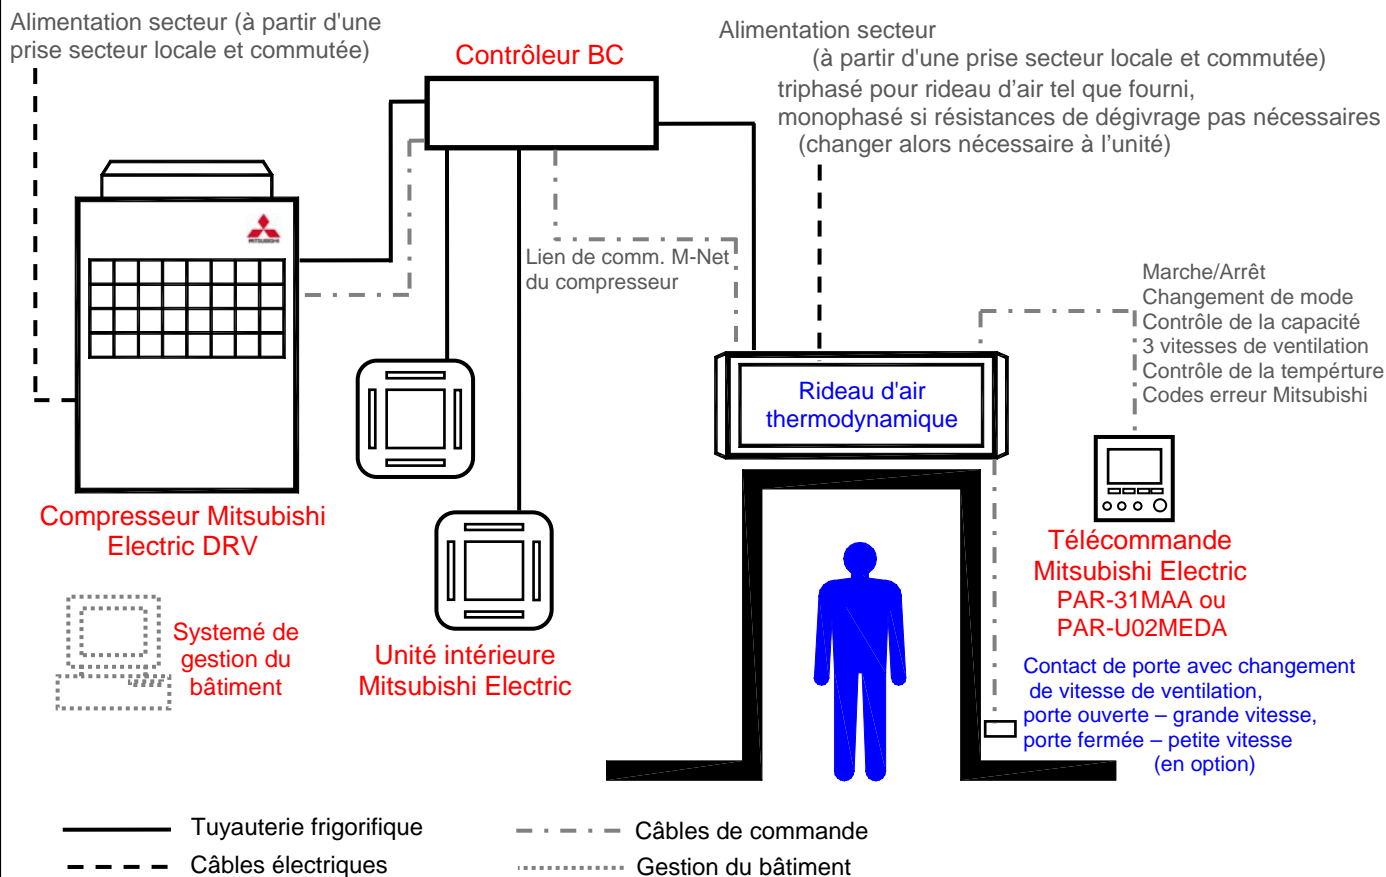 Alimentation secteur (à partir d'une
prise secteur locale et commutée)
Contrôleur BC
Alimentation secteur
(à partir d'une prise secteur locale et commutée)
triphasé pour rideau d’air tel que fourni,
monophasé si résistances de dégivrage pas nécessaires
(changer alors nécessaire à l’unité)
MITSUBISHI
Lien de comm. M-Net
du compresseur
Marche/Arrêt
Changement de mode
Contrôle de la capacité
3 vitesses de ventilation
Contrôle de la tempérture
Codes erreur Mitsubishi
Rideau d'air
thermodynamique
Compresseur Mitsubishi
Electric DRV
Télécommande
Mitsubishi Electric
PAR-31MAA ou
PAR-U02MEDA
Systemé de
gestion du
bâtiment
Unité intérieure
Mitsubishi Electric
Contact de porte avec changement
de vitesse de ventilation,
porte ouverte – grande vitesse,
porte fermée – petite vitesse
(en option)
Tuyauterie frigorifique
Câbles de commande
Câbles électriques
Gestion du bâtiment